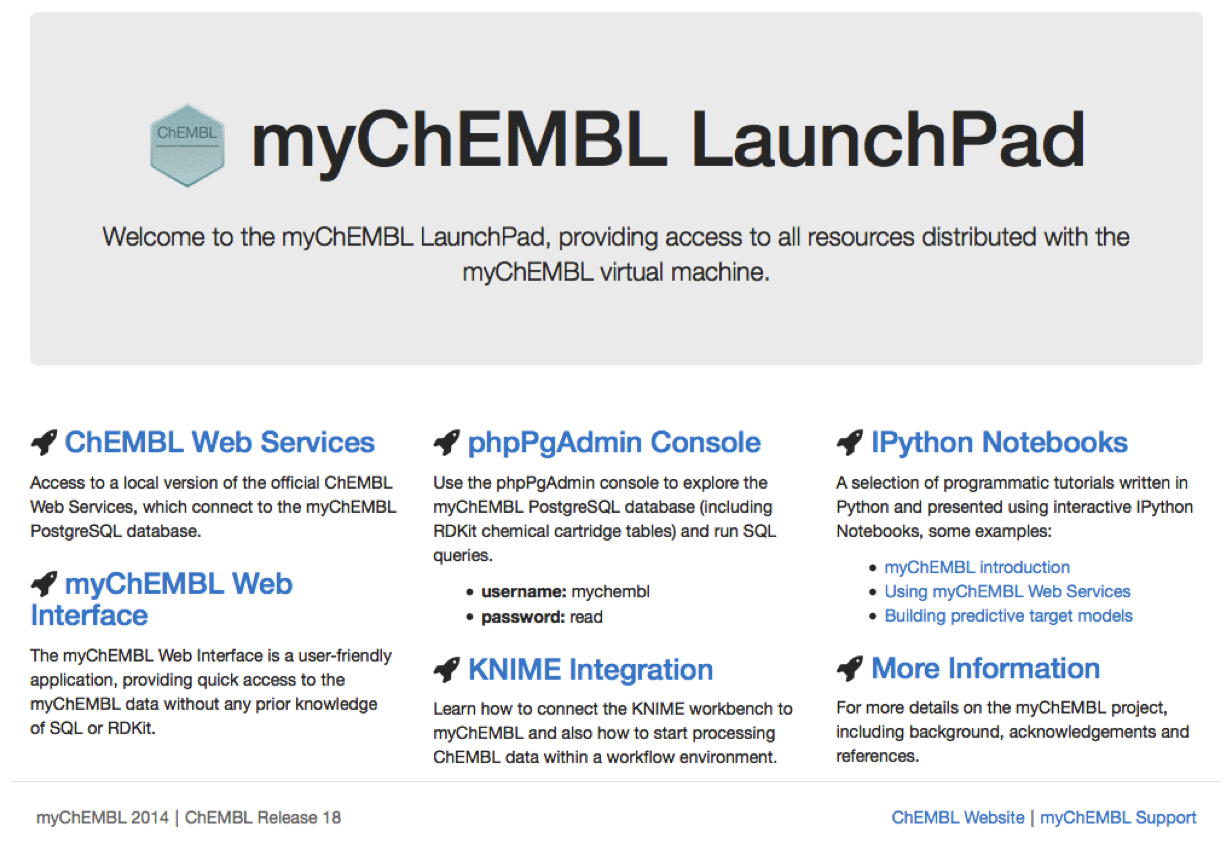 ChEMBL
myChEMBL LaunchPad
Welcome to the myChEMBL LaunchPad, providing access to all resources distributed with the
myChEMBL virtual machine.
ChEMBL Web Services
Access to a local version of the official ChEMBL
Web Services, which connect to the myChEMBL
PostgreSQL database.
myChEMBL Web
Interface
The myChEMBL Web Interface is a user-friendly
application, providing quick access to the
myChEMBL data without any prior knowledge
of SQL or RDKit.
phpPgAdmin Console
Use the phpPgAdmin console to explore the
myChEMBL PostgreSQL database (including
RDKit chemical cartridge tables) and run SQL
queries.
• username: mychembl
• password: read
KNIME Integration
Learn how to connect the KNIME workbench to
myChEMBL and also how to start processing
ChEMBL data within a workflow environment.
IPython Notebooks
A selection of programmatic tutorials written in
Python and presented using interactive IPython
Notebooks, some examples:
• myChEMBL introduction
• Using myChEMBL Web Services
• Building predictive target models
More Information
For more details on the myChEMBL project,
including background, acknowledgements and
references.
myChEMBL 2014 | ChEMBL Release 18
ChEMBL Website | myChEMBL Support